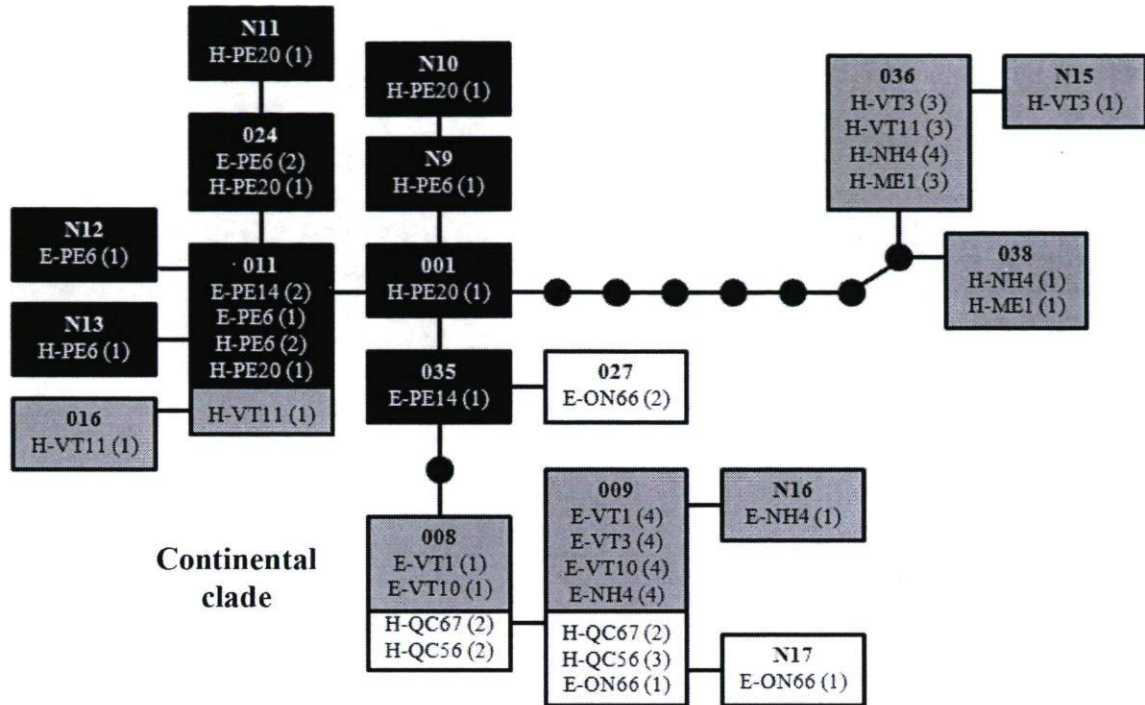 N11
H-PE20 (1)
024
E-PE6 (2)
H-PE20 (1)
N12
E-PE6 (1)
N13
H-PE6 (1)
016
H-VT11 (1)
011
E-PE14 (2)
E-PE6 (1)
H-PE6 (2)
H-PE20 (1)
H-VT11 (1)
N10
H-PE20 (1)
N9
H-PE6 (1)
001
H-PE20 (1)
035
E-PE14 (1)
027
E-ON66 (2)
036
H-VT3 (3)
H-VT11 (3)
H-NH4 (4)
H-ME1 (3)
N15
H-VT3 (1)
038
H-NH4 (1)
H-ME1 (1)
Continental
clade
008
E-VT1 (1)
E-VT10 (1)
H-QC67 (2)
H-QC56 (2)
009
E-VT1 (4)
E-VT3 (4)
E-VT10 (4)
E-NH4 (4)
H-QC67 (2)
H-QC56 (3)
E-ON66 (1)
N16
E-NH4 (1)
N17
E-ON66 (1)